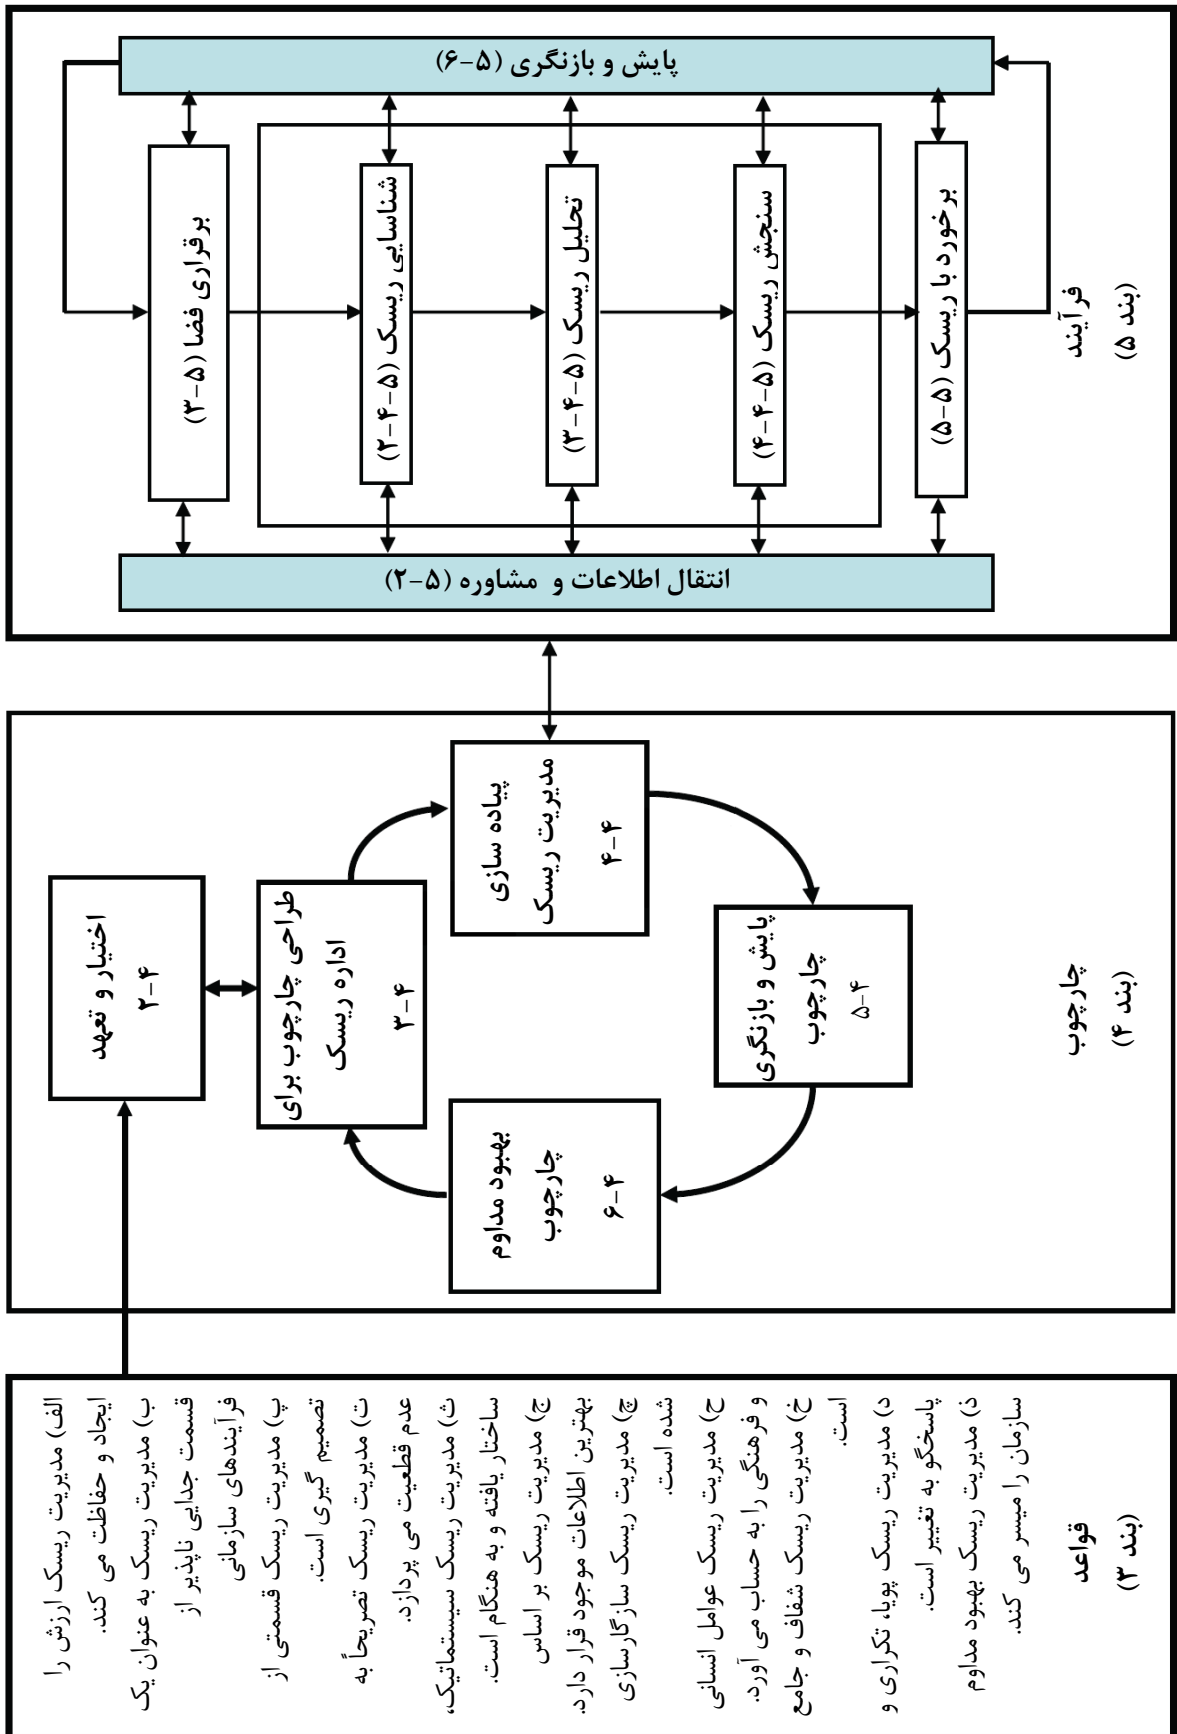 الف) مدیریت ریسک ارزش را
ایجاد و حفاظت می کند.
ب) مدیریت ریسک به عنوان یک
قسمت جدایی ناپذیر از
فرآیندهای سازمانی
پ) مدیریت ریسک قسمتی از
تصمیم گیری است.
ت) مدیریت ریسک تصریحاً به
عدم قطعیت می پردازد.
ث) مدیریت ریسک سیستماتیک،
ساختار یافته و به هنگام است.
ج) مدیریت ریسک بر اساس
بهترین اطلاعات موجود قرار دارد.
چ) مدیریت ریسک سازگارسازی
شده است.
ح) مدیریت ریسک عوامل انسانی
و فرهنگی را به حساب می آورد.
خ) مدیریت ریسک شفاف و جامع
است.
د) مدیریت ریسک پویا، تکراری و
پاسخگو به تغییر است.
ذ) مدیریت ریسک بهبود مداوم
سازمان را میسر می کند.
قواعد
(بند ۳)
اختیار و تعهد
۲-۴
طراحی چارچوب برای
اداره ریسک
۳-۴
پیاده سازی
مدیریت ریسک
۴-۴
پایش و بازنگری
چارچوب
۵-۴
بهبود مداوم
چارچوب
۶-۴
چارچوب
(بند ۴)
پایش و بازنگری (۵-۶)
برقراری فضا (۵-۳)
شناسایی ریسک (۵-۴-۲)
تحلیل ریسک (۵-۴-۳)
سنجش ریسک (۵-۴-۴)
برخورد با ریسک (۵-۵)
انتقال اطلاعات و مشاوره (۵-۲)
فرآیند
(بند ۵)